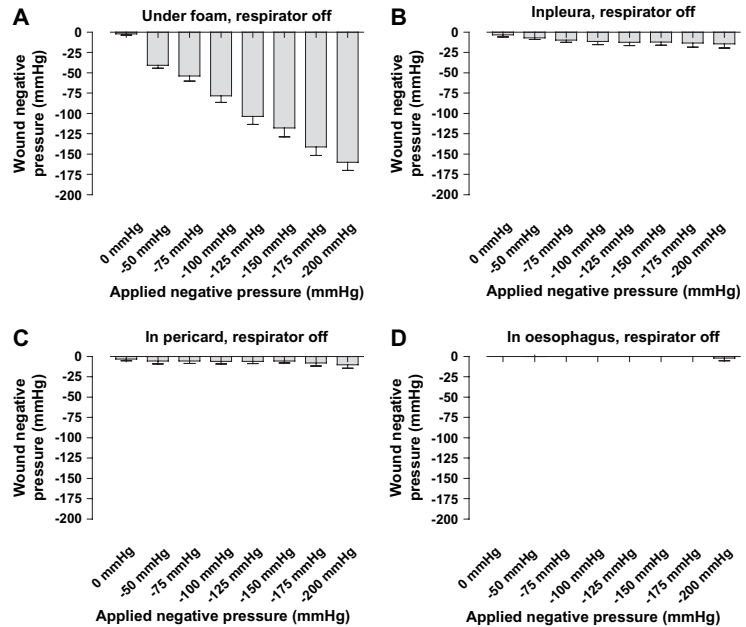 A
Under foam, respirator off
Wound negative
pressure (mmHg)
0
-25
-50
-75
-100
-125
-150
-175
-200
0 mmHg
-50 mmHg
-75 mmHg
-100 mmHg
-125 mmHg
-150 mmHg
-175 mmHg
-200 mmHg
Applied negative pressure (mmHg)
B
Inpleura, respirator off
Wound negative
pressure (mmHg)
0
-25
-50
-75
-100
-125
-150
-175
-200
0 mmHg
-50 mmHg
-75 mmHg
-100 mmHg
-125 mmHg
-150 mmHg
-175 mmHg
-200 mmHg
Applied negative pressure (mmHg)
C
In pericard, respirator off
Wound negative
pressure (mmHg)
0
-25
-50
-75
-100
-125
-150
-175
-200
0 mmHg
-50 mmHg
-75 mmHg
-100 mmHg
-125 mmHg
-150 mmHg
-175 mmHg
-200 mmHg
Applied negative pressure (mmHg)
D
In oesophagus, respirator off
Wound negative
pressure (mmHg)
0
-25
-50
-75
-100
-125
-150
-175
-200
0 mmHg
-50 mmHg
-75 mmHg
-100 mmHg
-125 mmHg
-150 mmHg
-175 mmHg
-200 mmHg
Applied negative pressure (mmHg)